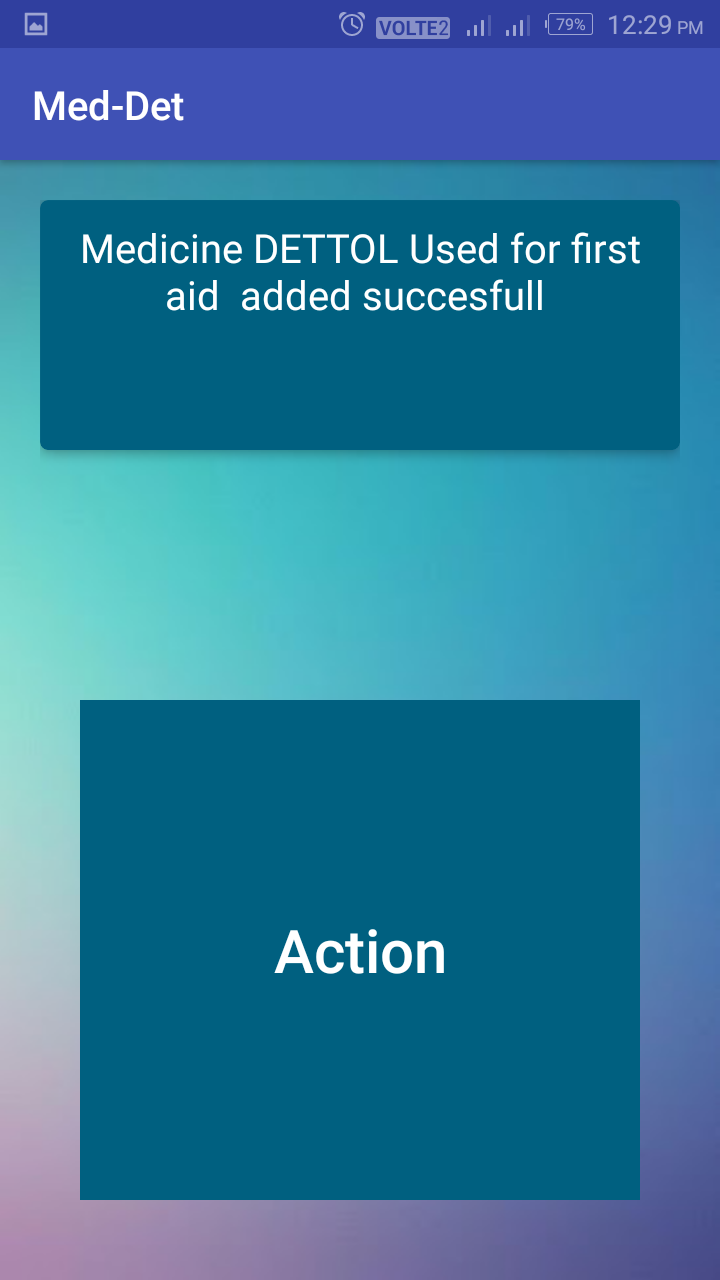 VOLTE2 79% 12:29 PM
Med-Det
Medicine DETTOL Used for first
aid  added succesfull
Action